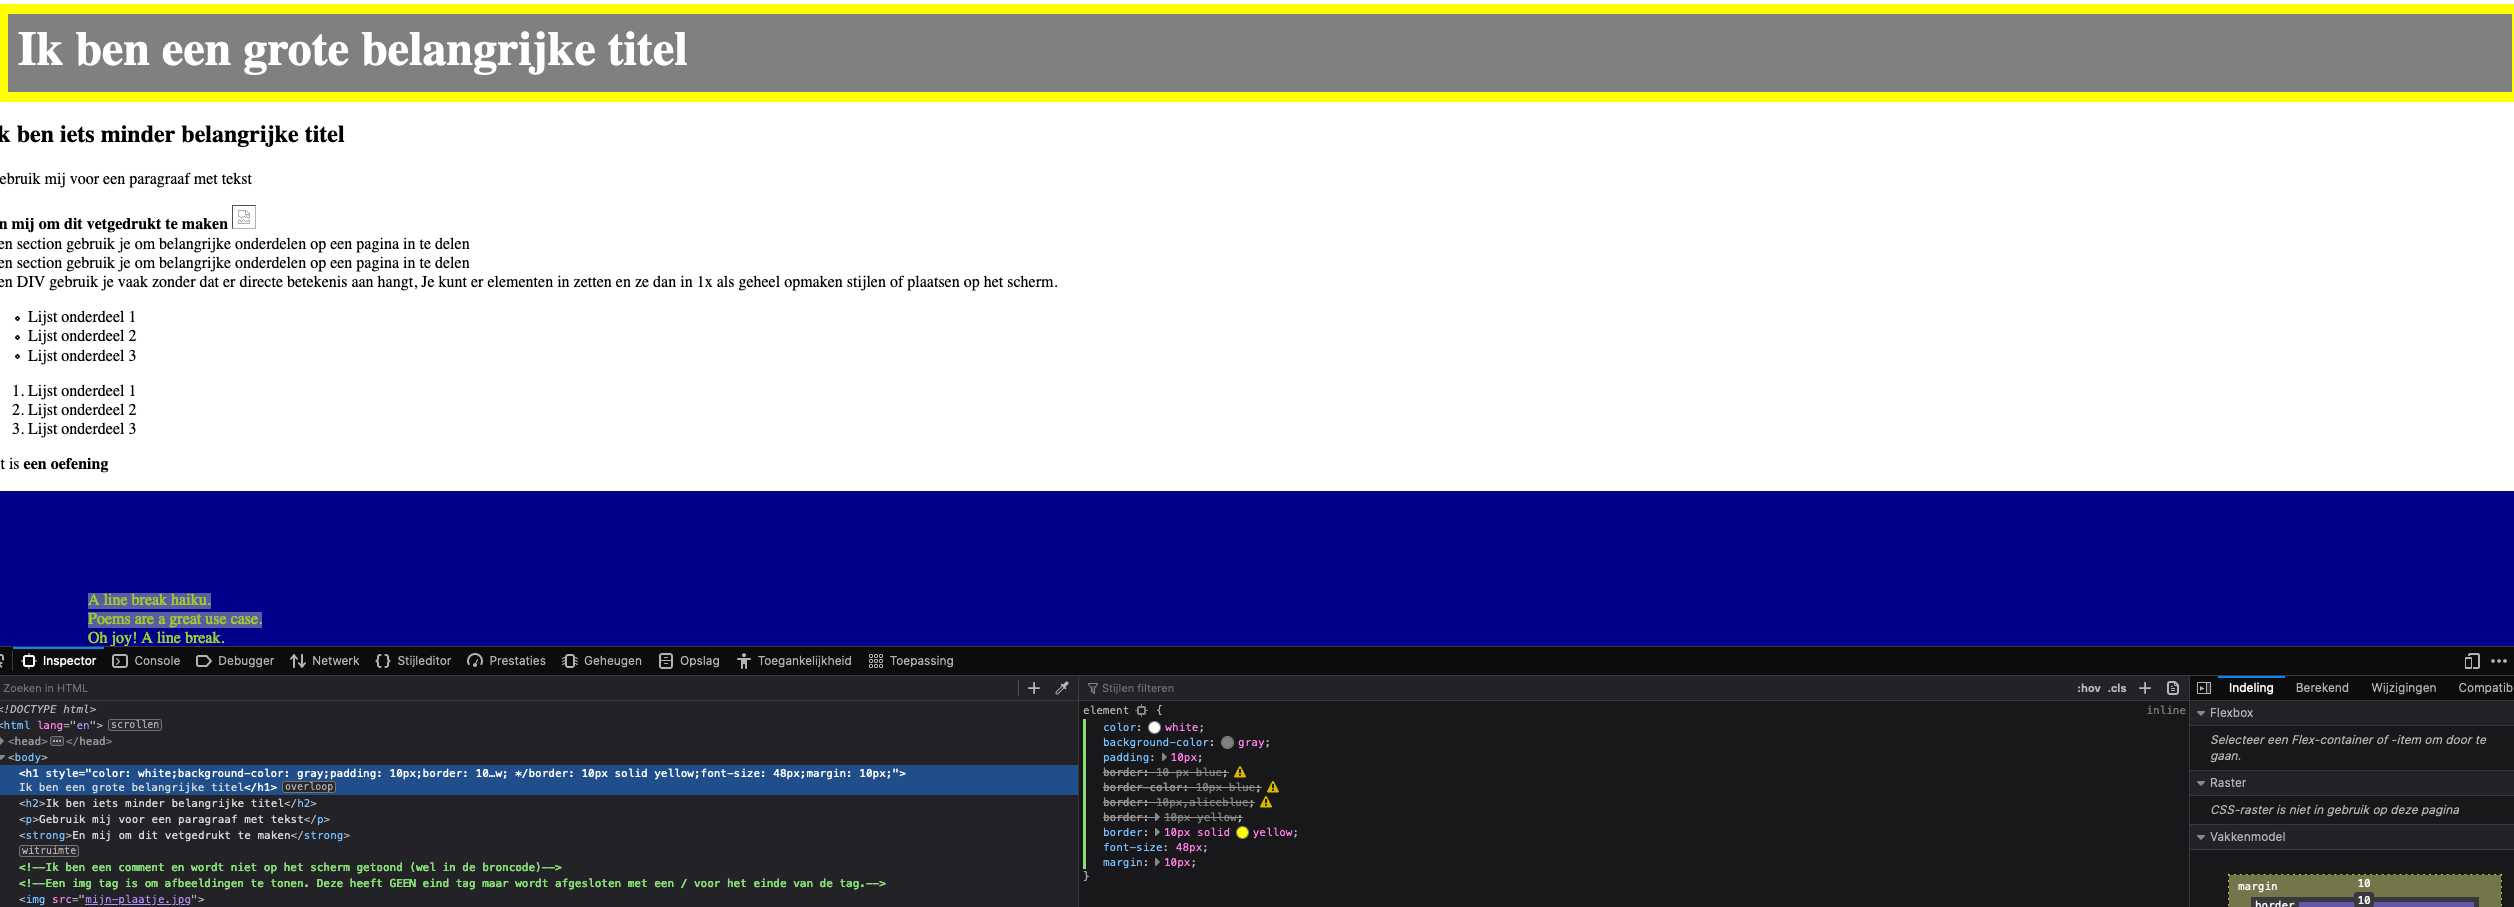 Ik ben een grote belangrijke titel
k ben iets minder belangrijke titel
ebruik mij voor een paragraaf met tekst
n mij om dit vetgedrukt te maken
en section gebruik je om belangrijke onderdelen op een pagina in te delen
en section gebruik je om belangrijke onderdelen op een pagina in te delen
en DIV gebruik je vaak zonder dat er directe betekenis aan hangt, Je kunt er elementen in zetten en ze dan in 1x als geheel opmaken stijlen of plaatsen op het scherm.
Lijst onderdeel 1
Lijst onderdeel 2
Lijst onderdeel 3
1. Lijst onderdeel 1
2. Lijst onderdeel 2
3. Lijst onderdeel 3
t is een oefening
A line break haiku.
Poems are a great use case.
Oh joy! A line break.
Inspector Console Debugger Netwerk Stijleditor Prestaties Geheugen Opslag Toegankelijkheid Toepassing
Zoeken in HTML
<!DOCTYPE html>
<html lang="en"> scrollen
<head> ⋯ </head>
<body>
<h1 style="color: white;background-color: gray;padding: 10px;border: 10…w; */border: 10px solid yellow;font-size: 48px;margin: 10px;">
Ik ben een grote belangrijke titel</h1> overloop
<h2>Ik ben iets minder belangrijke titel</h2>
<p>Gebruik mij voor een paragraaf met tekst</p>
<strong>En mij om dit vetgedrukt te maken</strong>
witruimte
<!--Ik ben een comment en wordt niet op het scherm getoond (wel in de broncode)-->
<!--Een img tag is om afbeeldingen te tonen. Deze heeft GEEN eind tag maar wordt afgesloten met een / voor het einde van de tag.-->
<img src="mijn-plaatje.jpg">
Stijlen filteren :hov .cls
element { inline
color: white;
background-color: gray;
padding: 10px;
border: 10 px blue;
border-color: 10px blue;
border: 10px,aliceblue;
border: 10px yellow;
border: 10px solid yellow;
font-size: 48px;
margin: 10px;
}
Indeling Berekend Wijzigingen Compatib
Flexbox
Selecteer een Flex-container of -item om door te
gaan.
Raster
CSS-raster is niet in gebruik op deze pagina
Vakkenmodel
margin 10
border 10